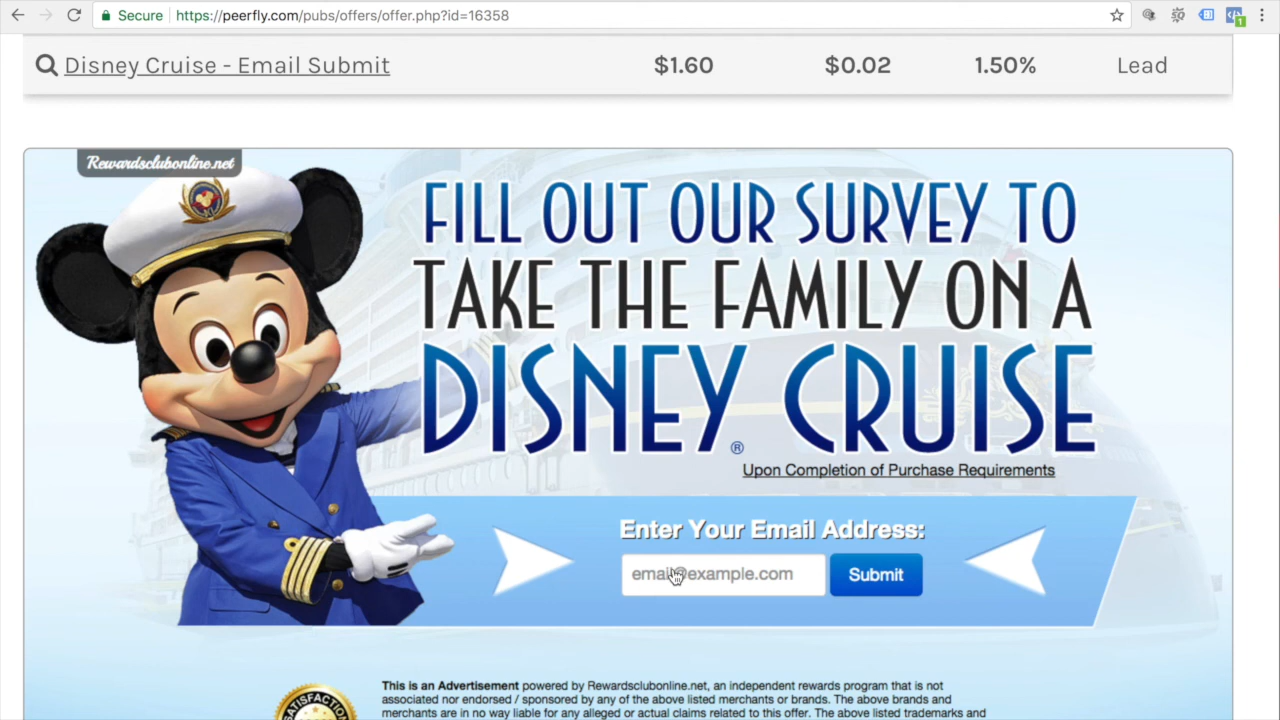 Secure https://peerfly.com/pubs/offers/offer.php?id=16358
1
Disney Cruise - Email Submit $1.60 $0.02 1.50% Lead
Rewardsclubonline.net
FILL OUT OUR SURVEY TO
TAKE THE FAMILY ON A
DISNEY® CRUISE
Upon Completion of Purchase Requirements
Enter Your Email Address:
email@example.com Submit
SATISFACTION
This is an Advertisement powered by Rewardsclubonline.net, an independent rewards program that is not
associated nor endorsed / sponsored by any of the above listed merchants or brands. The above brands and
merchants are in no way liable for any alleged or actual claims related to this offer. The above listed trademarks and